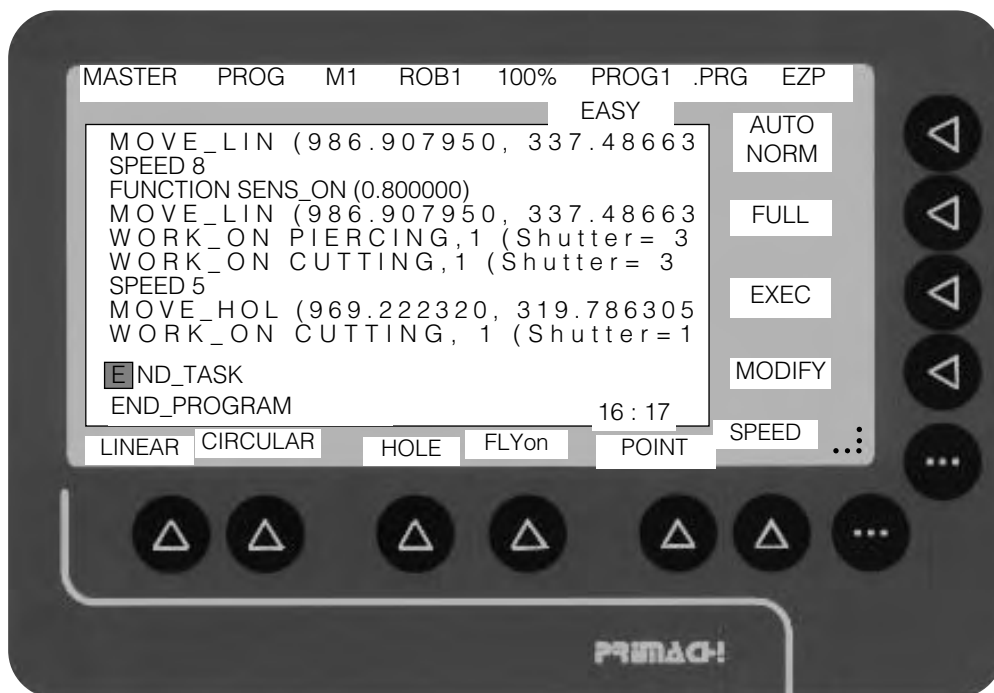 MASTER PROG M1 ROB1 100% PROG1 .PRG EZP
EASY
MOVE_LIN (986.907950, 337.48663
SPEED 8
FUNCTION SENS_ON (0.800000)
MOVE_LIN (986.907950, 337.48663
WORK_ON PIERCING,1 (Shutter= 3
WORK_ON CUTTING,1 (Shutter= 3
SPEED 5
MOVE_HOL (969.222320, 319.786305
WORK_ON CUTTING, 1 (Shutter=1
END_TASK
END_PROGRAM 16 : 17
AUTO
NORM
FULL
EXEC
MODIFY
LINEAR CIRCULAR HOLE FLYon POINT SPEED
PRIMACH